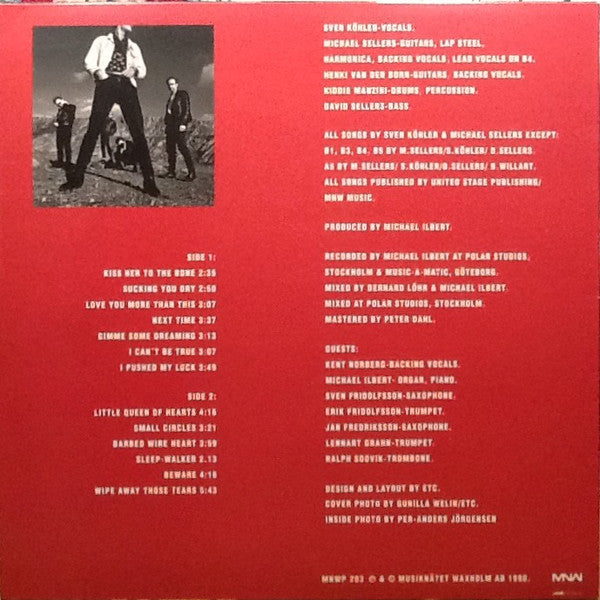 SIDE 1:
KISS HER TO THE BONE 2:35
SUCKING YOU DRY 2:50
LOVE YOU MORE THAN THIS 3:07
NEXT TIME 3:37
GIMME SOME DREAMING 3:13
I CAN'T BE TRUE 3:07
I PUSHED MY LUCK 3:49
SIDE 2:
LITTLE QUEEN OF HEARTS 4:16
SMALL CIRCLES 3:21
BARBED WIRE HEART 3:59
SLEEP-WALKER 2.13
BEWARE 4:16
WIPE AWAY THOSE TEARS 5:43
SVEN KÖHLER-VOCALS.
MICHAEL SELLERS-GUITARS, LAP STEEL,
HARMONICA, BACKING VOCALS, LEAD VOCALS ON B4.
HENKI VAN DER BURN-GUITARS, BACKING VOCALS.
KIDDIE MANZINI-DRUMS, PERCUSSION.
DAVID SELLERS-BASS.
ALL SONGS BY SVEN KÖHLER & MICHAEL SELLERS EXCEPT:
B1, B3, B4, B5 BY M.SELLERS/S.KÖHLER/ D.SELLERS.
A5 BY M.SELLERS/ S.KÖHLER/D.SELLERS/ B.WILLART.
ALL SONGS PUBLISHED BY UNITED STAGE PUBLISHING/
MNW MUSIC.
PRODUCED BY MICHAEL ILBERT.
RECORDED BY MICHAEL ILBERT AT POLAR STUDIOS,
STOCKHOLM & MUSIC-A-MATIC, GÖTEBORG.
MIXED BY BERNARD LÖHR & MICHAEL ILBERT
MIXED AT POLAR STUDIOS, STOCKHOLM.
MASTERED BY PETER DAHL.
GUESTS:
KENT NORBERG-BACKING VOCALS.
MICHAEL ILBERT- ORGAN, PIANO.
SVEN FRIDOLFSSON-SAXOPHONE.
ERIK FRIDOLFSSON-TRUMPET.
JAN FREDRIKSSON-SAXOPHONE.
LENNART GRAHN-TRUMPET.
RALPH SOOVIK-TROMBONE.
DESIGN AND LAYOUT BY ETC.
COVER PHOTO BY GUNILLA WELIN/ETC.
INSIDE PHOTO BY PER-ANDERS JÖRGENSEN
MNWP 203 ℗ & © MUSIKNÄTET WAXHOLM AB 1990.
MNW